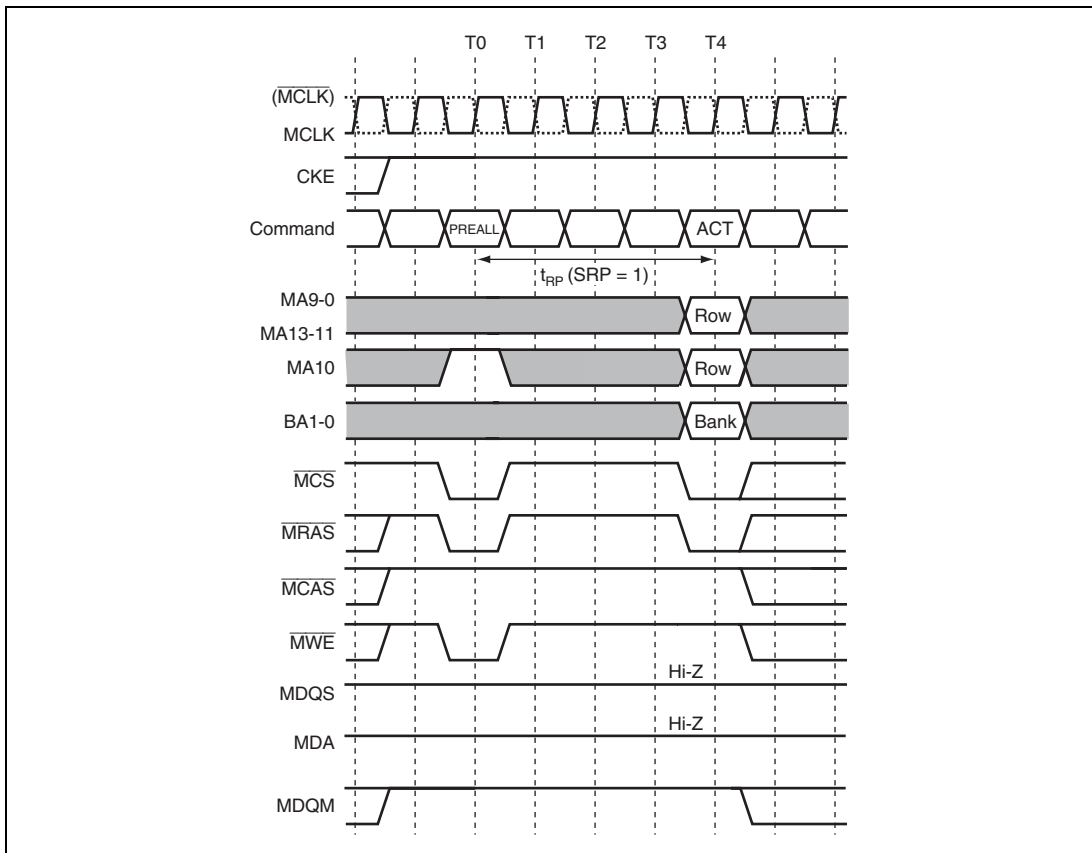 T0 T1 T2 T3 T4
(MCLK)
MCLK
CKE
Command PREALL ACT
tRP (SRP = 1)
MA9-0
Row
MA13-11
MA10 Row
BA1-0 Bank
MCS
MRAS
MCAS
MWE
Hi-Z
MDQS
Hi-Z
MDA
MDQM